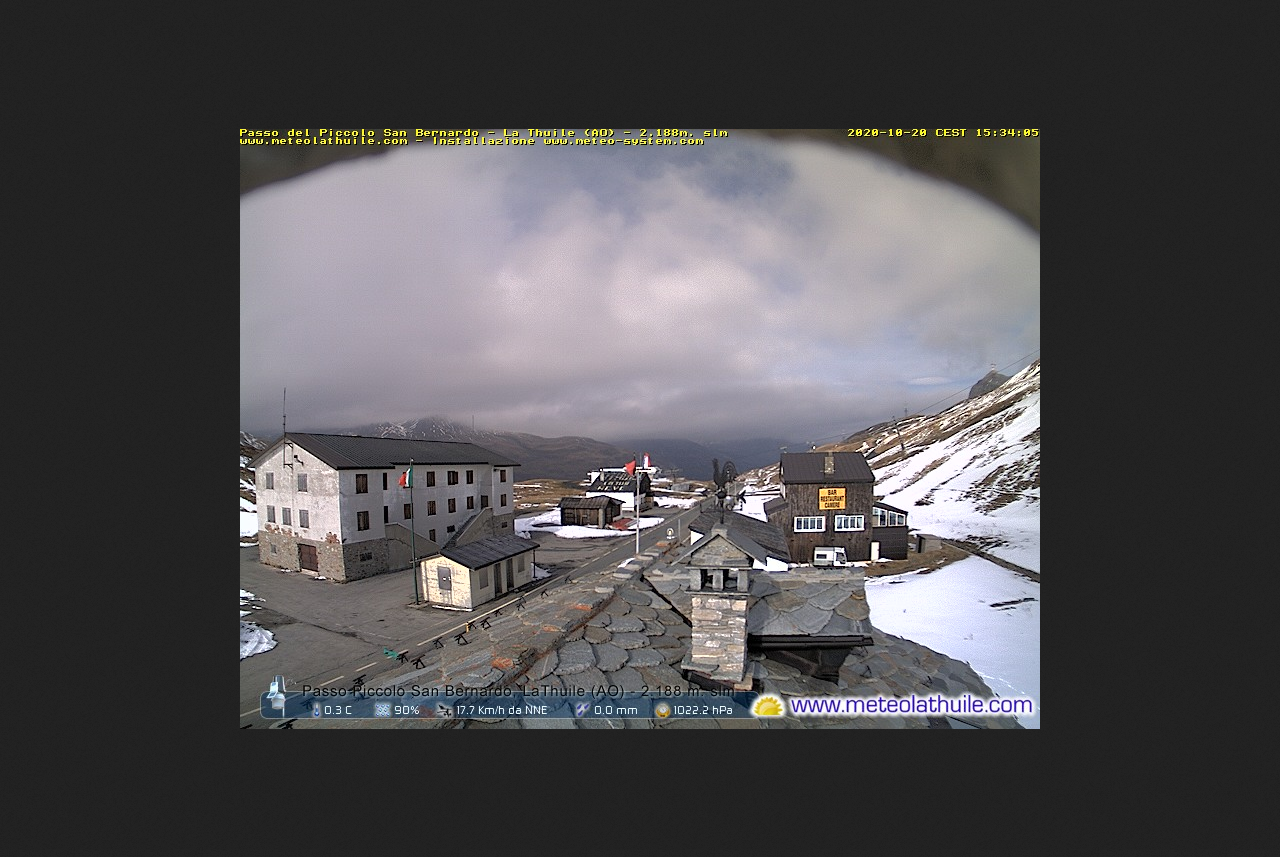 Passo del Piccolo San Bernardo - La Thuile (AO) - 2.188m. slm
2020-10-20 CEST 15:34:05
www.meteolathuile.com - Installazione www.meteo-system.com
BAR
RESTAURANT
CAMERE
NEVE
Passo Piccolo San Bernardo, LaThuile (AO) - 2.188 m. slm
0.3 C 90% 17.7 Km/h da NNE 0.0 mm 1022.2 hPa
www.meteolathuile.com